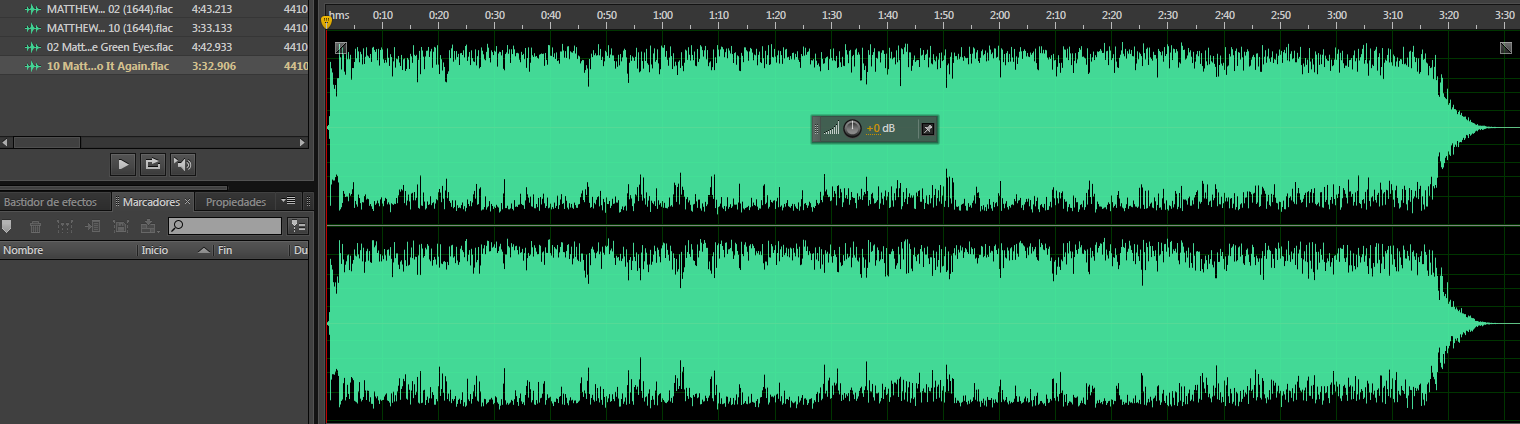 MATTHEW... 02 (1644).flac 4:43.213 4410
MATTHEW... 10 (1644).flac 3:33.133 4410
02 Matt...e Green Eyes.flac 4:42.933 4410
10 Matt...o It Again.flac 3:32.906 4410
hms 0:10 0:20 0:30 0:40 0:50 1:00 1:10 1:20 1:30 1:40 1:50 2:00 2:10 2:20 2:30 2:40 2:50 3:00 3:10 3:20 3:30
+0 dB
Bastidor de efectos Marcadores × Propiedades
Nombre Inicio Fin Du